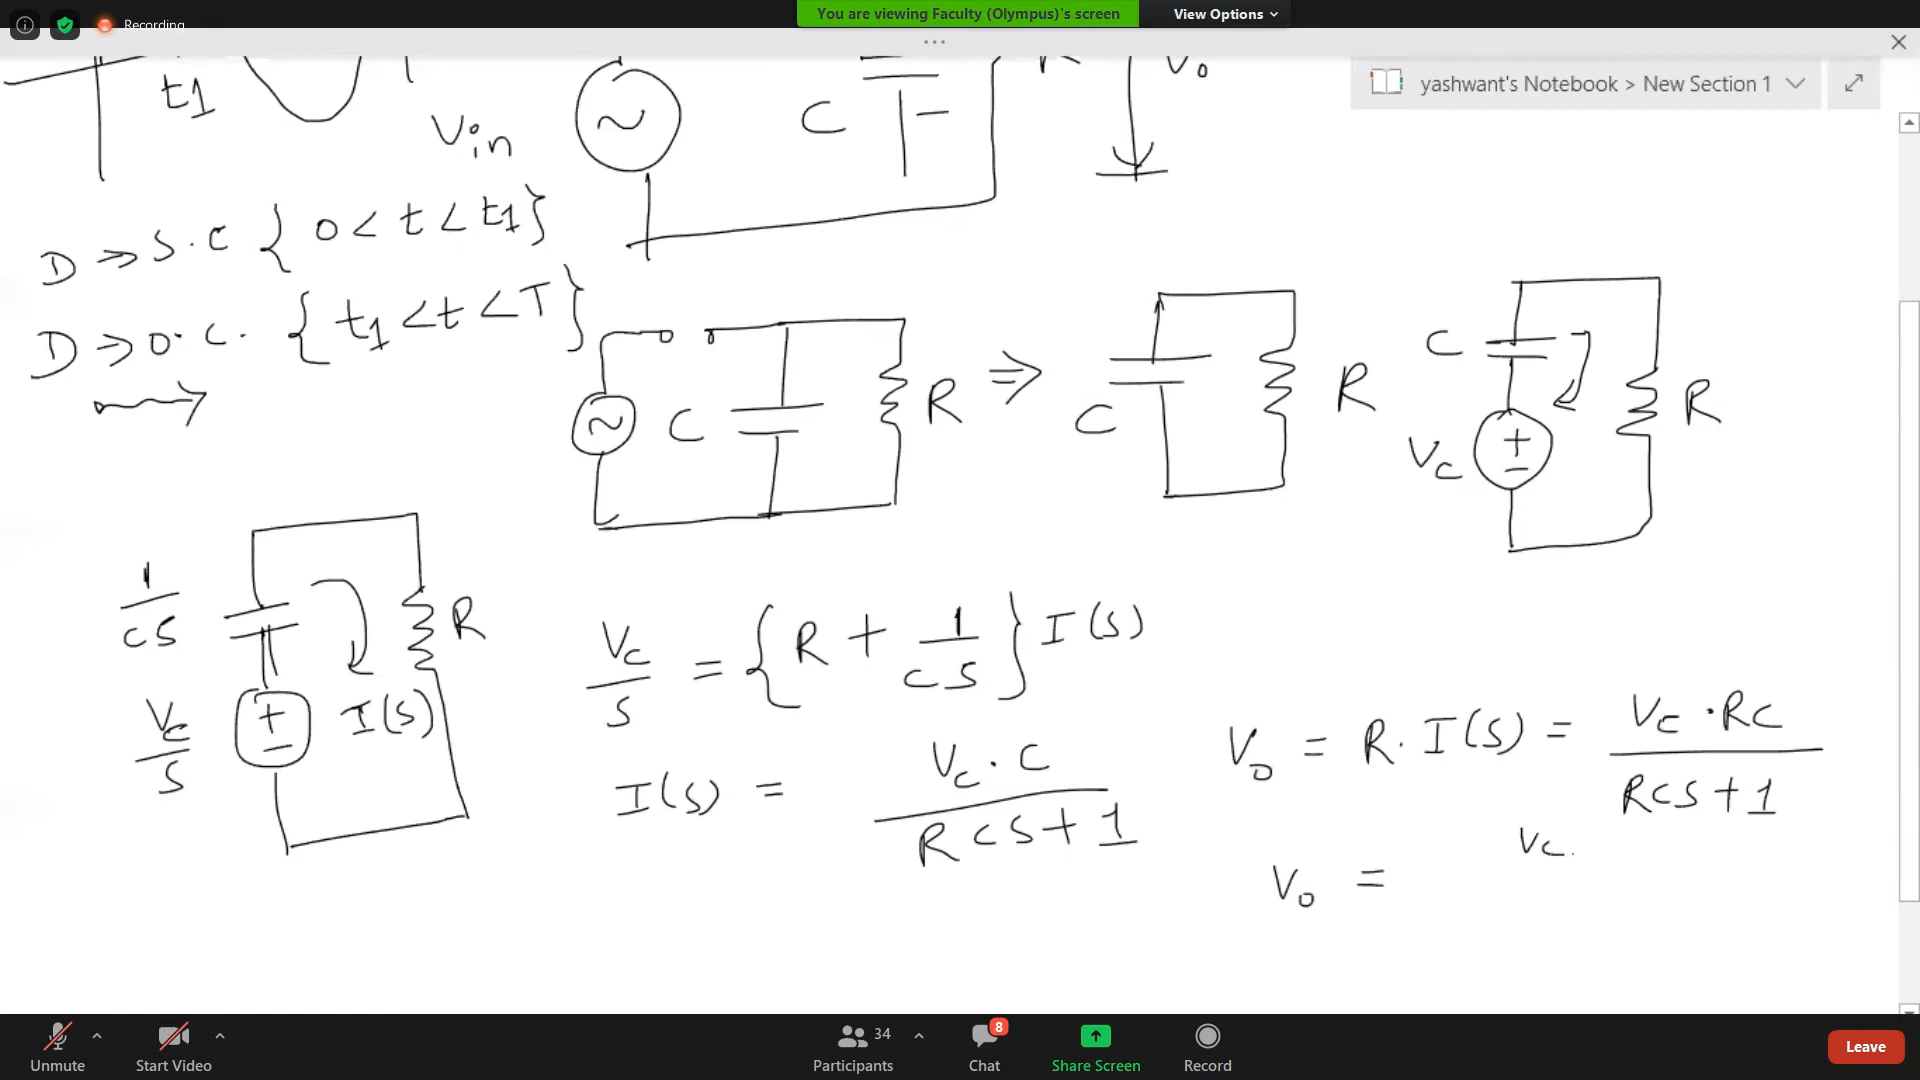 Recording
You are viewing Faculty (Olympus)'s screen
View Options
yashwant's Notebook > New Section 1
t1
Vin
C
R
Vo
D => S.C { 0 < t < t1 }
D => O.C. { t1 < t < T }
C
R
=>
C
R
C
Vc
R
1/CS
R
Vc/S
I(S)
Vc/S = { R + 1/CS } I(S)
I(S) = Vc . C / RCS + 1
Vo = R. I(S) = Vc . RC / RCS + 1
Vo = Vc.
Unmute
Start Video
34
Participants
8
Chat
Share Screen
Record
Leave